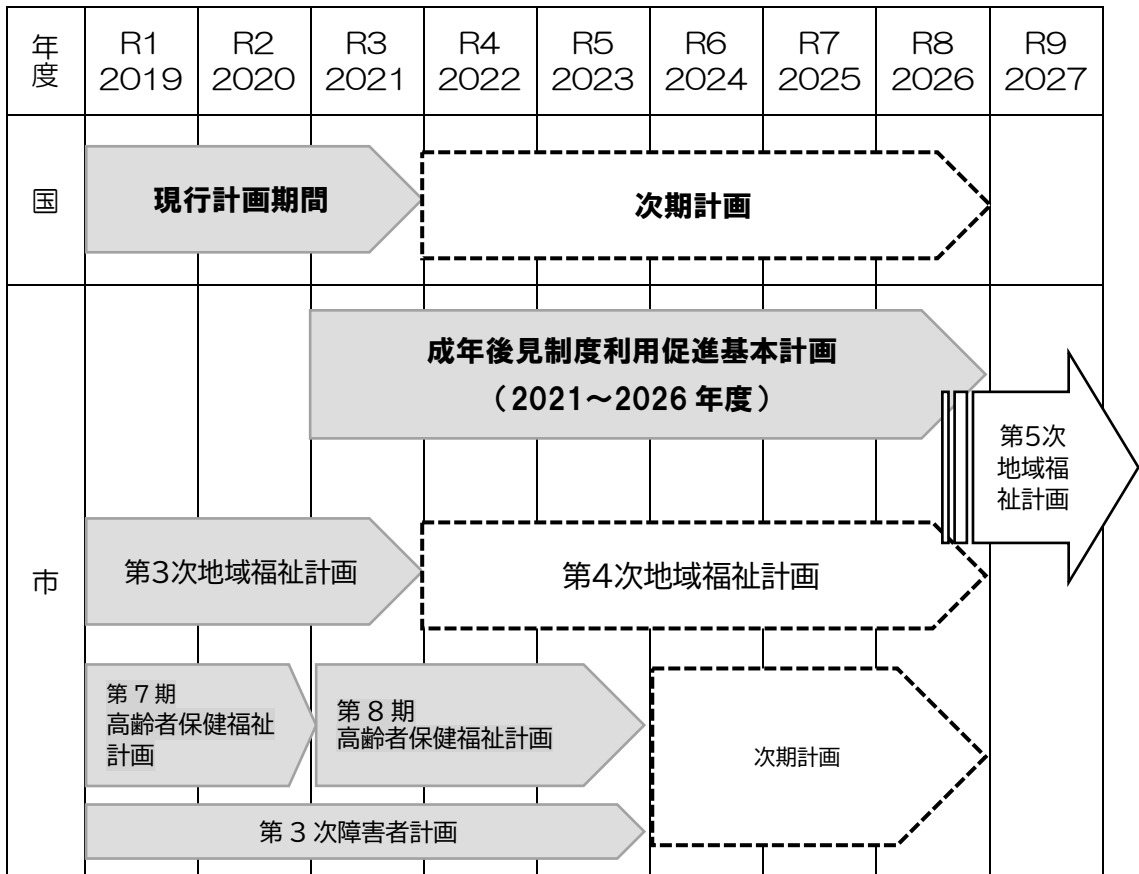 年度
R1 R2 R3 R4 R5 R6 R7 R8 R9
2019 2020 2021 2022 2023 2024 2025 2026 2027
国
現行計画期間
次期計画
市
成年後見制度利用促進基本計画
（2021～2026 年度）
第5次
地域福
祉計画
第3次地域福祉計画
第4次地域福祉計画
第 7 期
高齢者保健福祉
計画
第 8 期
高齢者保健福祉計画
次期計画
第 3 次障害者計画